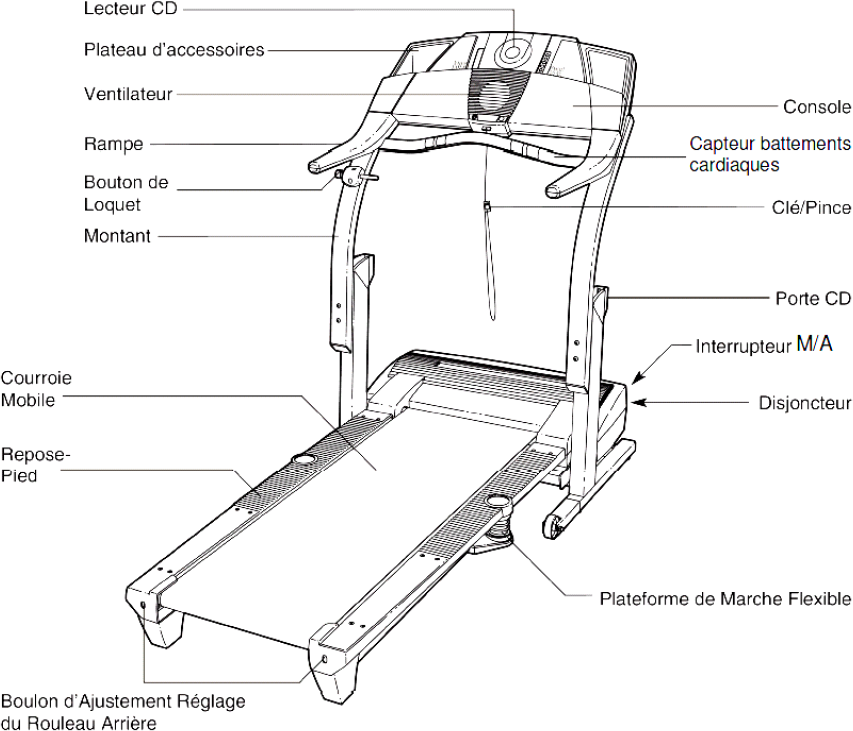 Lecteur CD
Plateau d'accessoires
Ventilateur
Rampe
Bouton de
Loquet
Montant
Console
Capteur battements
cardiaques
Clé/Pince
Porte CD
Interrupteur M/A
Disjoncteur
Courroie
Mobile
Repose-
Pied
Plateforme de Marche Flexible
Boulon d'Ajustement Réglage
du Rouleau Arrière